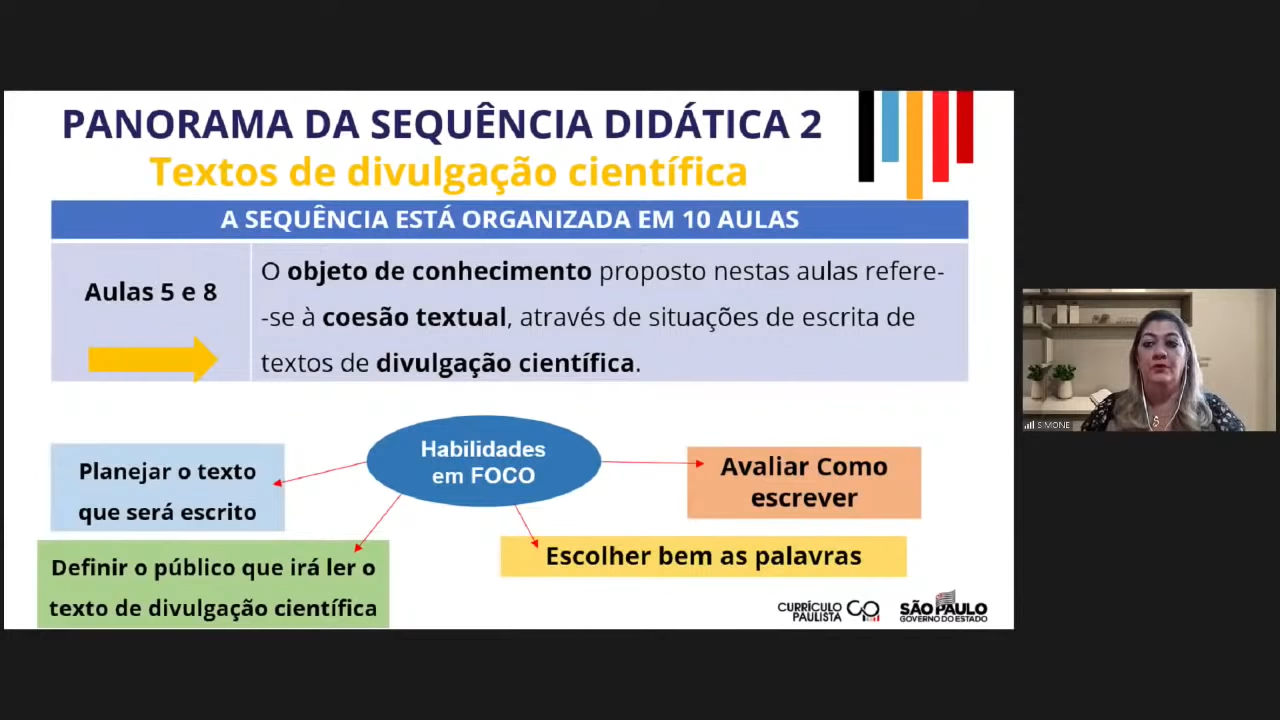 PANORAMA DA SEQUÊNCIA DIDÁTICA 2
Textos de divulgação científica
A SEQUÊNCIA ESTÁ ORGANIZADA EM 10 AULAS
Aulas 5 e 8
O objeto de conhecimento proposto nestas aulas refere-
-se à coesão textual, através de situações de escrita de
textos de divulgação científica.
Habilidades
em FOCO
Planejar o texto
que será escrito
Avaliar Como
escrever
Definir o público que irá ler o
texto de divulgação científica
Escolher bem as palavras
CURRÍCULO
PAULISTA
SÃO PAULO
GOVERNO DO ESTADO
SIMONE